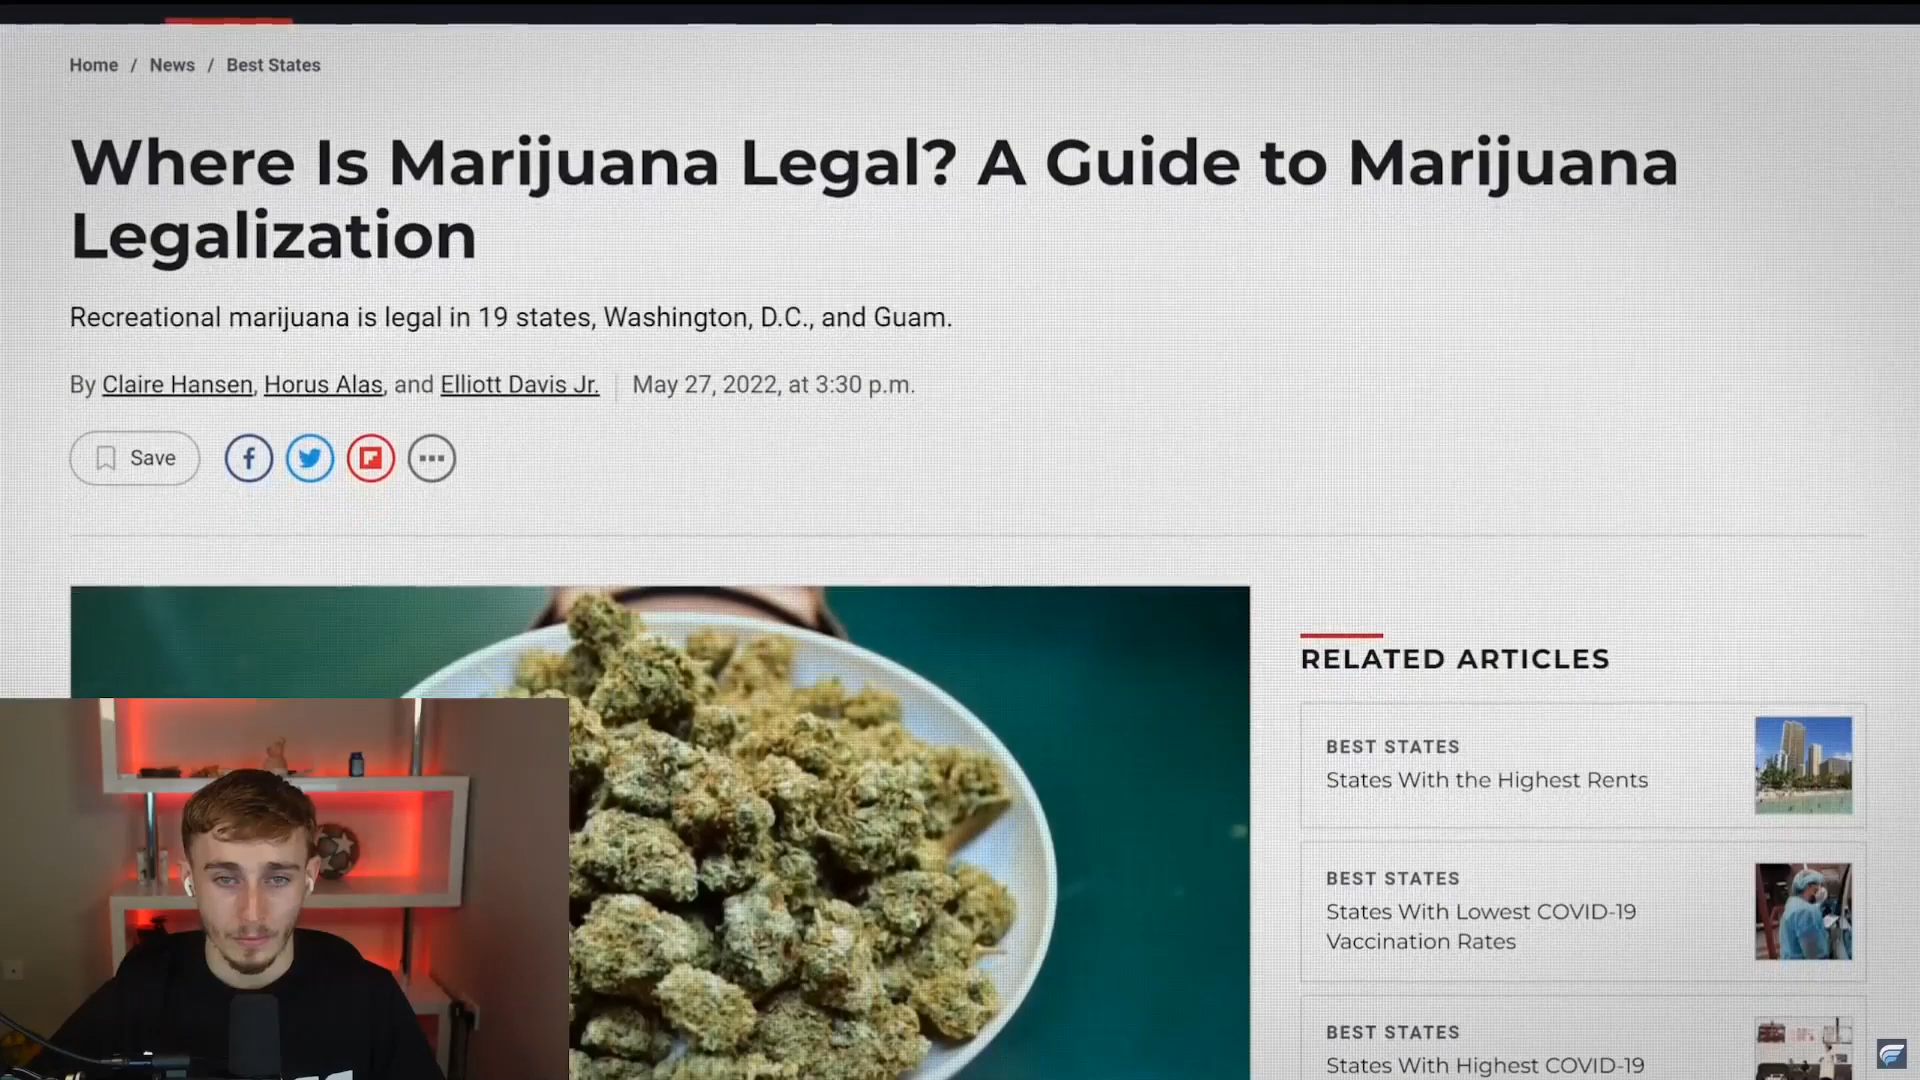 Home / News / Best States
Where Is Marijuana Legal? A Guide to Marijuana
Legalization
Recreational marijuana is legal in 19 states, Washington, D.C., and Guam.
By Claire Hansen, Horus Alas, and Elliott Davis Jr. | May 27, 2022, at 3:30 p.m.
Save
RELATED ARTICLES
BEST STATES
States With the Highest Rents
BEST STATES
States With Lowest COVID-19
Vaccination Rates
BEST STATES
States With Highest COVID-19